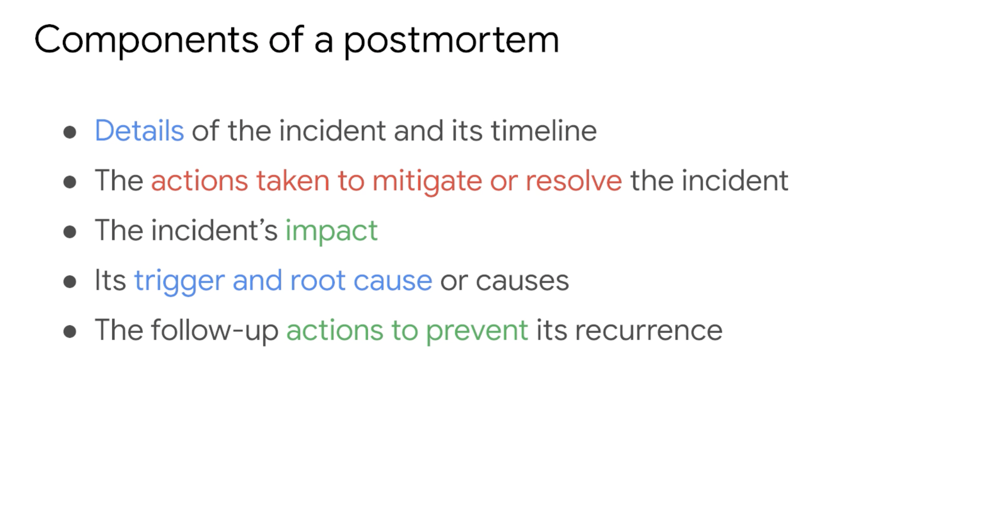 Components of a postmortem
● Details of the incident and its timeline
● The actions taken to mitigate or resolve the incident
● The incident’s impact
● Its trigger and root cause or causes
● The follow-up actions to prevent its recurrence